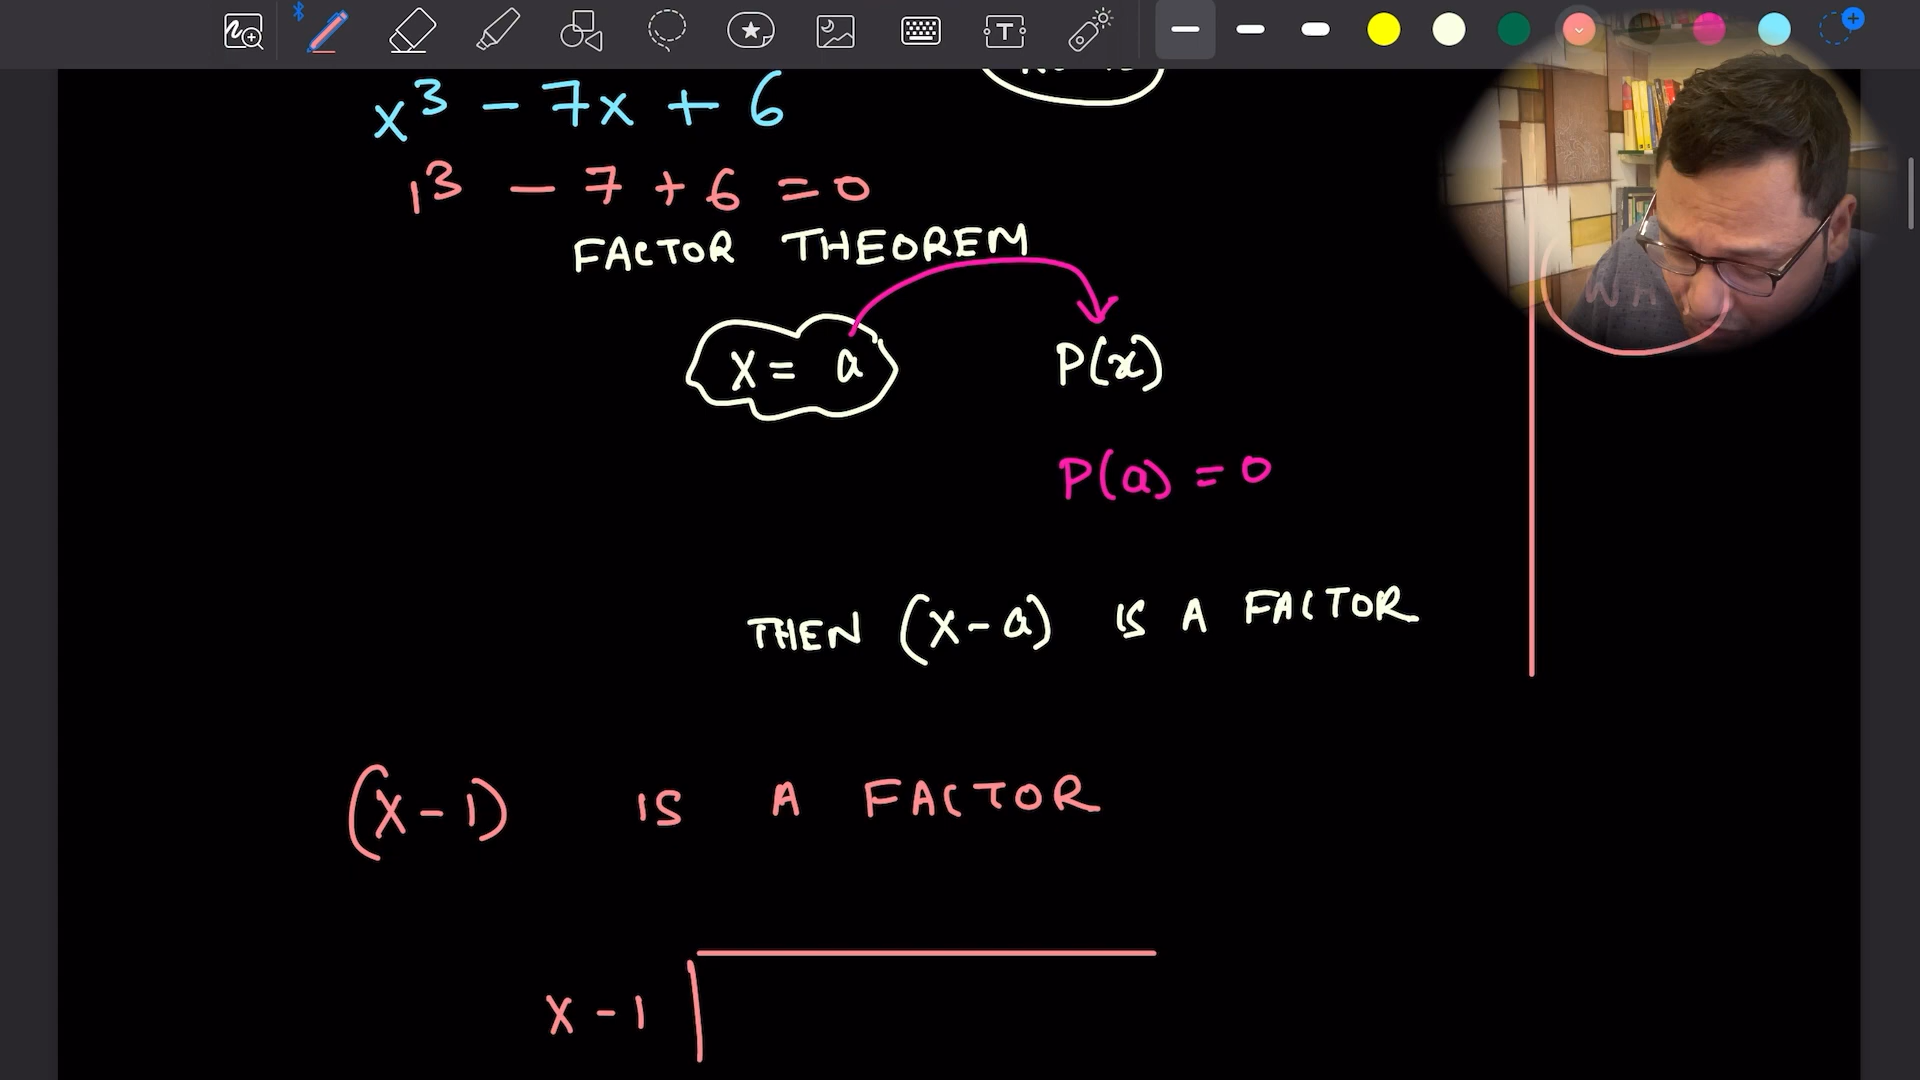 x³ - 7x + 6
1³ - 7 + 6 = 0
FACTOR THEOREM
x = a P(x)
P(a) = 0
THEN (x-a) IS A FACTOR
(x-1) IS A FACTOR
x - 1